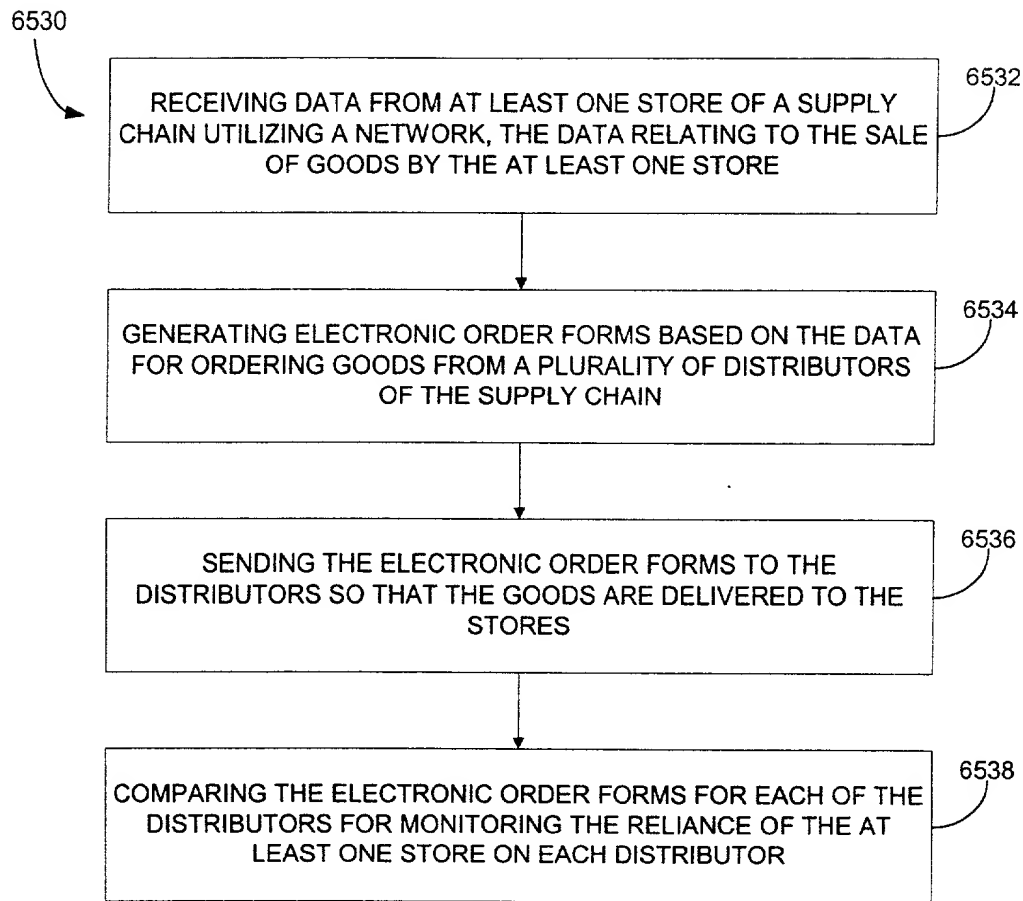 6530
6532
RECEIVING DATA FROM AT LEAST ONE STORE OF A SUPPLY
CHAIN UTILIZING A NETWORK, THE DATA RELATING TO THE SALE
OF GOODS BY THE AT LEAST ONE STORE
6534
GENERATING ELECTRONIC ORDER FORMS BASED ON THE DATA
FOR ORDERING GOODS FROM A PLURALITY OF DISTRIBUTORS
OF THE SUPPLY CHAIN
6536
SENDING THE ELECTRONIC ORDER FORMS TO THE
DISTRIBUTORS SO THAT THE GOODS ARE DELIVERED TO THE
STORES
6538
COMPARING THE ELECTRONIC ORDER FORMS FOR EACH OF THE
DISTRIBUTORS FOR MONITORING THE RELIANCE OF THE AT
LEAST ONE STORE ON EACH DISTRIBUTOR